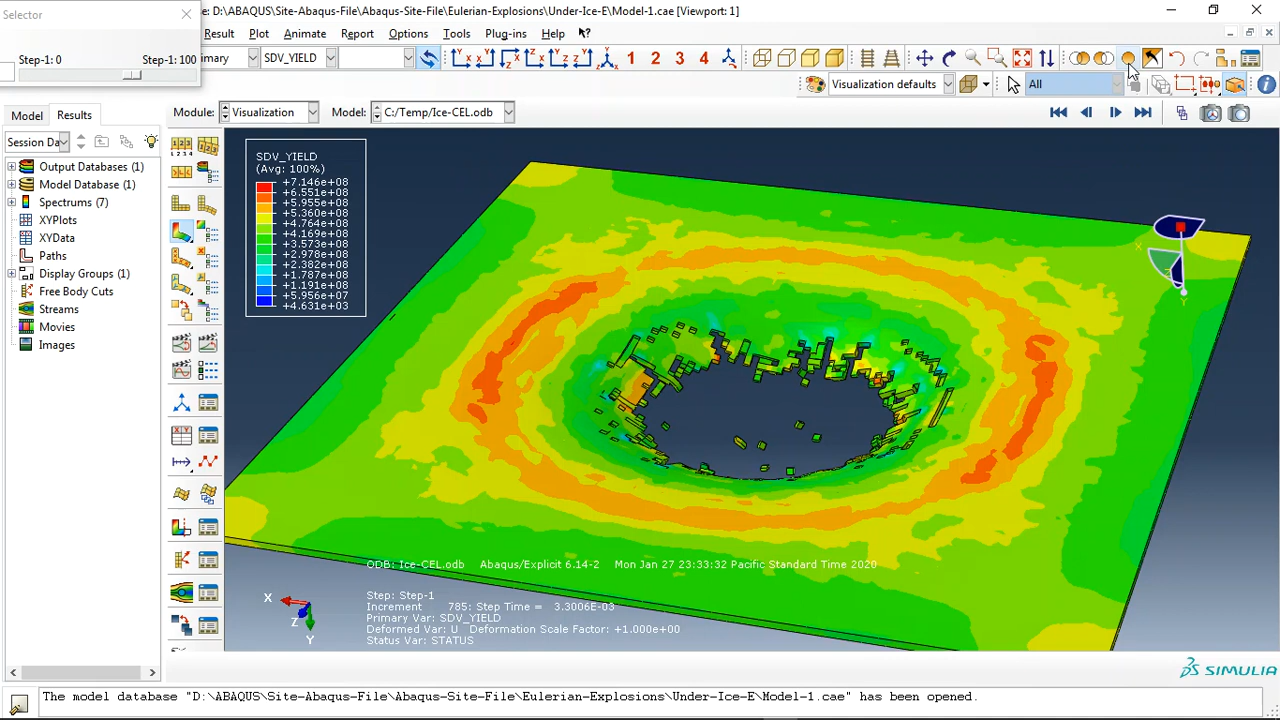 Selector
: D:\ABAQUS\Site-Abaqus-File\Abaqus-Site-File\Eulerian-Explosions\Under-Ice-E\Model-1.cae [Viewport: 1]
Result Plot Animate Report Options Tools Plug-ins Help
Step-1: 0 Step-1: 100
SDV_YIELD
1 2 3 4
Visualization defaults All
Model Results
Module: Visualization Model: C:/Temp/Ice-CEL.odb
Session Da
Output Databases (1)
Model Database (1)
Spectrums (7)
XYPlots
XYData
Paths
Display Groups (1)
Free Body Cuts
Streams
Movies
Images
SDV_YIELD
(Avg: 100%)
+7.146e+08
+6.551e+08
+5.955e+08
+5.360e+08
+4.764e+08
+4.169e+08
+3.573e+08
+2.978e+08
+2.382e+08
+1.787e+08
+1.191e+08
+5.956e+07
+4.631e+03
ODB: Ice-CEL.odb Abaqus/Explicit 6.14-2 Mon Jan 27 23:33:32 Pacific Standard Time 2020
Step: Step-1
Increment 785: Step Time = 3.3006E-03
Primary Var: SDV_YIELD
Deformed Var: U Deformation Scale Factor: +1.000e+00
Status Var: STATUS
X
Z
Y
SIMULIA
The model database "D:\ABAQUS\Site-Abaqus-File\Abaqus-Site-File\Eulerian-Explosions\Under-Ice-E\Model-1.cae" has been opened.